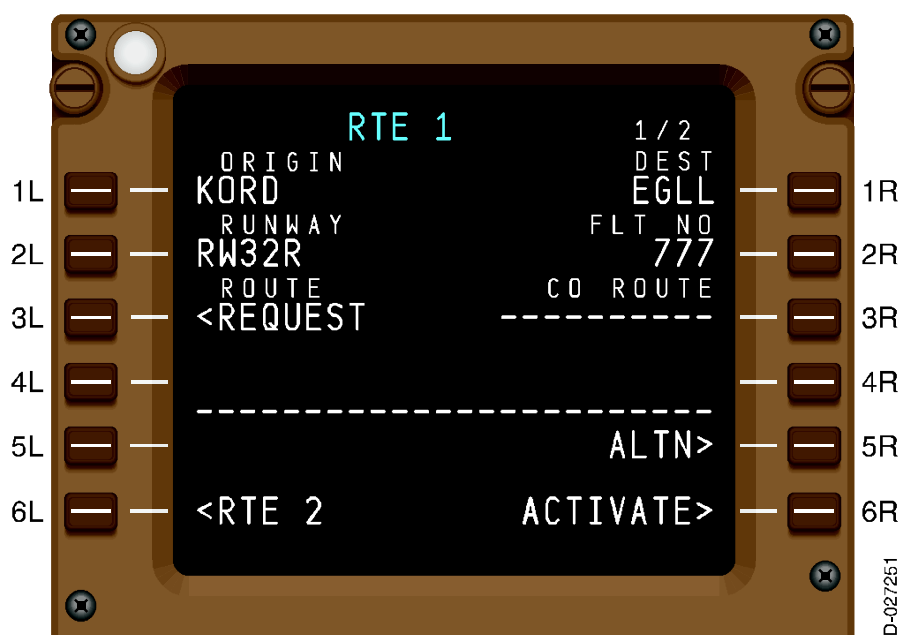 RTE 1 1/2
ORIGIN DEST
1L KORD EGLL 1R
RUNWAY FLT NO
2L RW32R 777 2R
ROUTE CO ROUTE
3L <REQUEST ---------- 3R
4L 4R
------------------------
5L ALTN> 5R
6L <RTE 2 ACTIVATE> 6R
D-027251